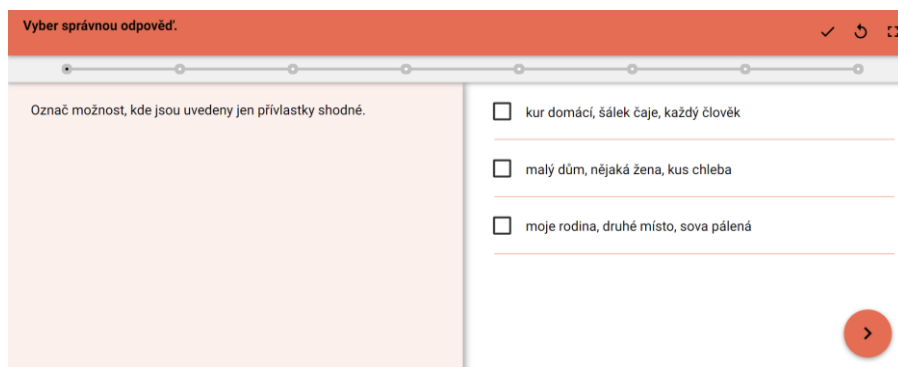 Vyber správnou odpověď.
Označ možnost, kde jsou uvedeny jen přívlastky shodné.
kur domácí, šálek čaje, každý člověk
malý dům, nějaká žena, kus chleba
moje rodina, druhé místo, sova pálená